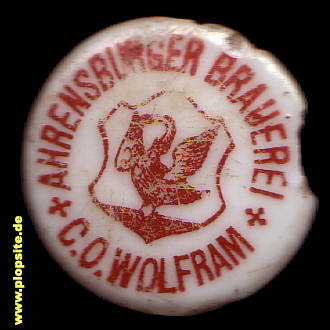 AHRENSBURGER BRAUEREI
* C.O. WOLFRAM *
www.plopsite.de